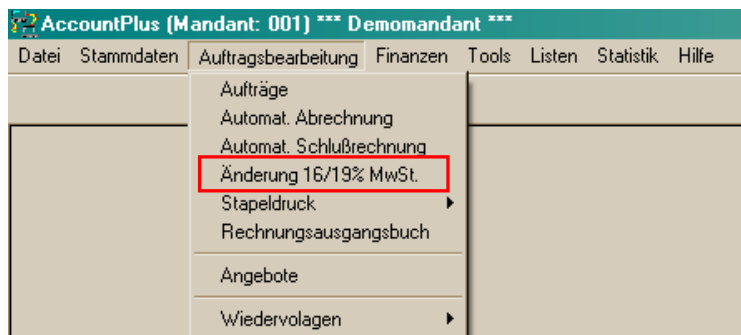 AccountPlus (Mandant: 001) *** Demomandant ***
Datei Stammdaten Auftragsbearbeitung Finanzen Tools Listen Statistik Hilfe
Aufträge
Automat. Abrechnung
Automat. Schlußrechnung
Änderung 16/19% MwSt.
Stapeldruck
Rechnungsausgangsbuch
Angebote
Wiedervolagen